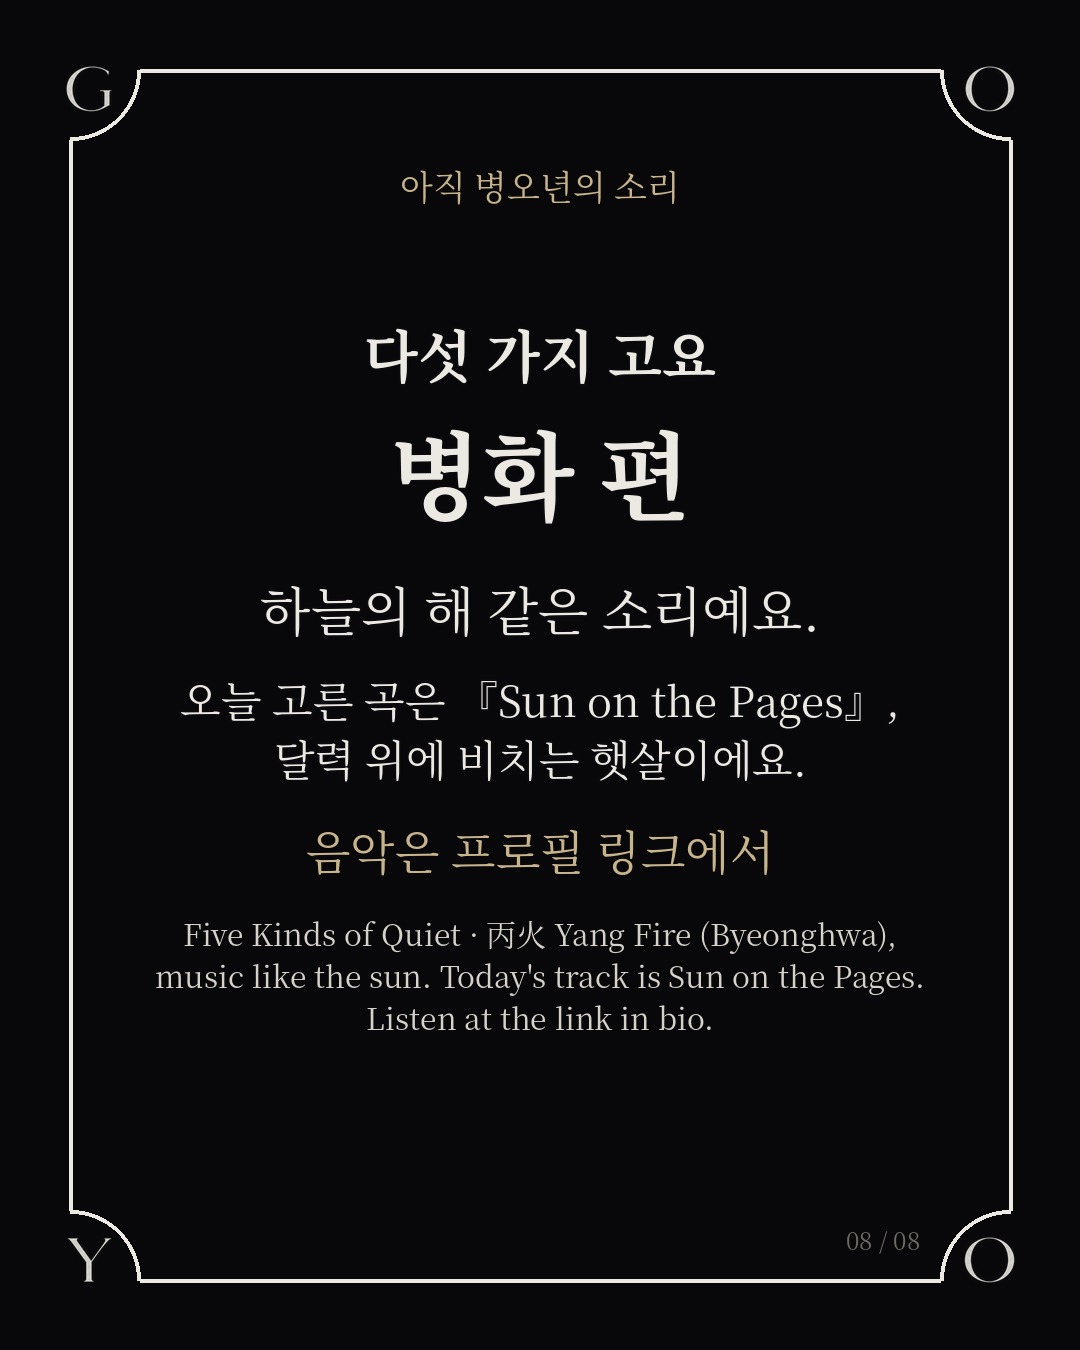 G O
아직 병오년의 소리
다섯 가지 고요
병화 편
하늘의 해 같은 소리예요.
오늘 고른 곡은 『Sun on the Pages』,
달력 위에 비치는 햇살이에요.
음악은 프로필 링크에서
Five Kinds of Quiet · 丙火 Yang Fire (Byeonghwa),
music like the sun. Today's track is Sun on the Pages.
Listen at the link in bio.
08 / 08
Y O